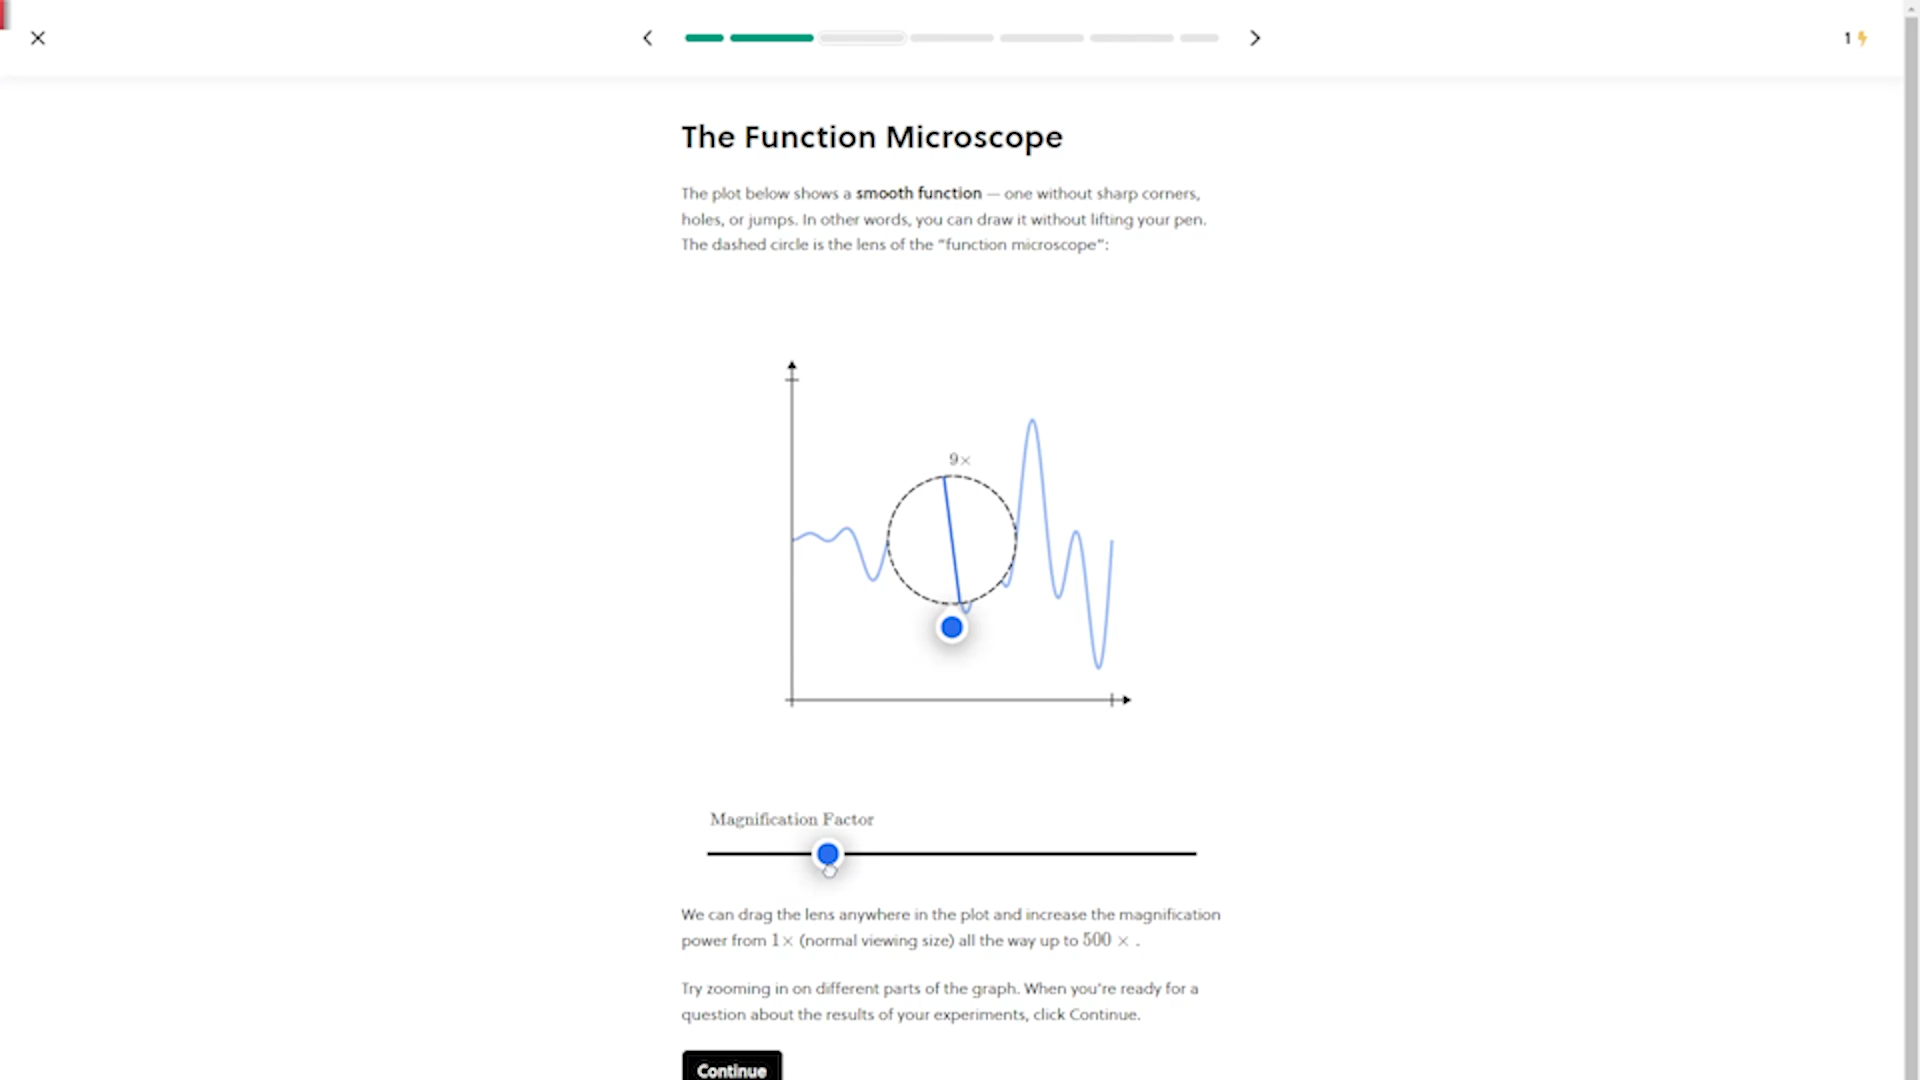 1
The Function Microscope
The plot below shows a smooth function — one without sharp corners,
holes, or jumps. In other words, you can draw it without lifting your pen.
The dashed circle is the lens of the "function microscope":
9×
Magnification Factor
We can drag the lens anywhere in the plot and increase the magnification
power from 1× (normal viewing size) all the way up to 500 × .
Try zooming in on different parts of the graph. When you're ready for a
question about the results of your experiments, click Continue.
Continue